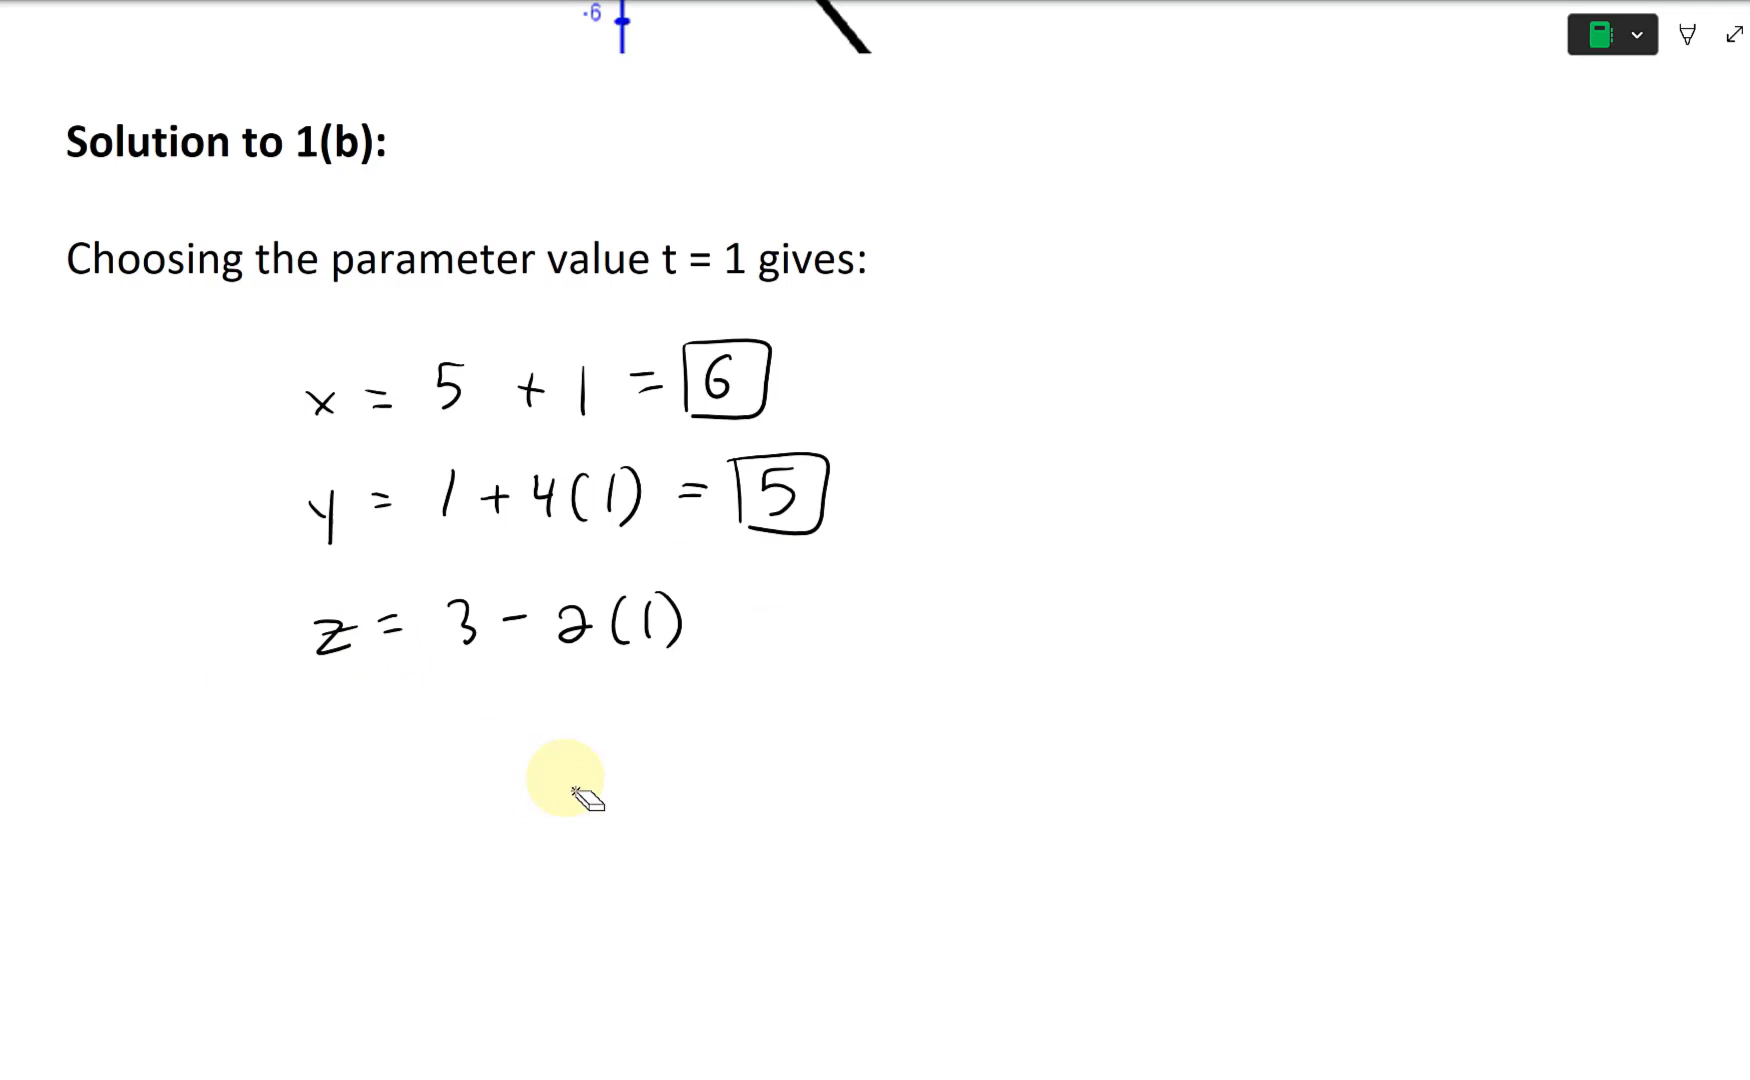 -6
Solution to 1(b):
Choosing the parameter value t = 1 gives:
x = 5 + 1 = 6
y = 1 + 4(1) = 5
z = 3 - 2(1)